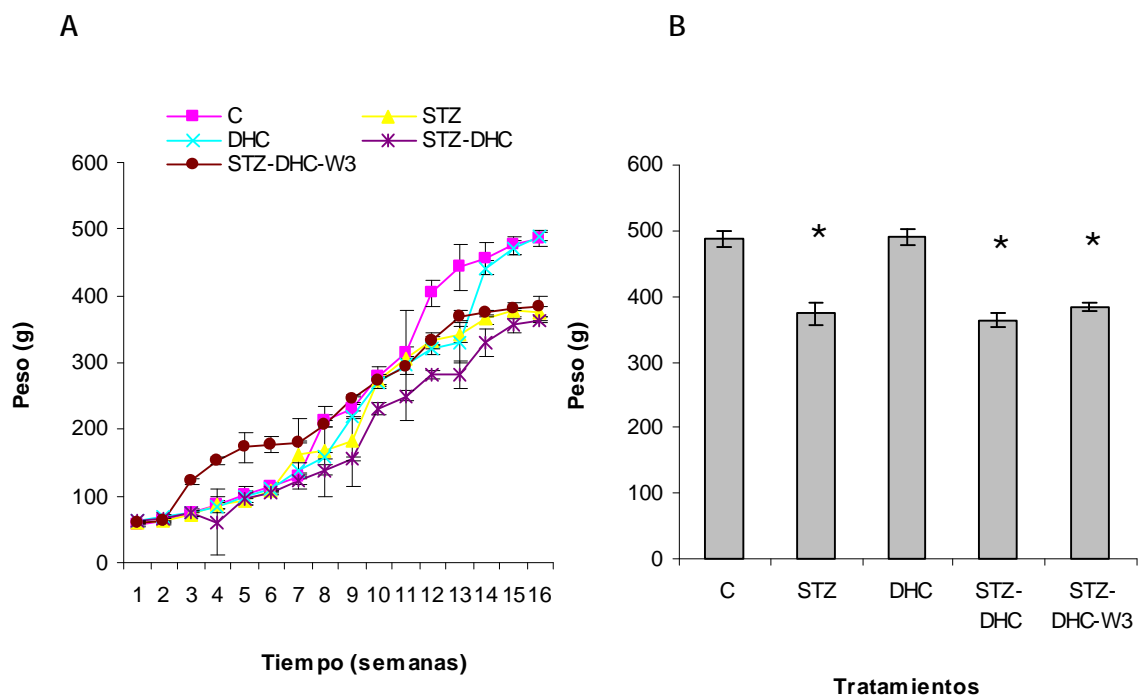 A
B
C
STZ
DHC
STZ-DHC
STZ-DHC-W3
600
500
400
300
200
100
0
Peso (g)
1 2 3 4 5 6 7 8 9 10 11 12 13 14 15 16
Tiempo (semanas)
600
500
400
300
200
100
0
Peso (g)
* * *
C STZ DHC STZ- STZ-
DHC DHC-W3
Tratamientos